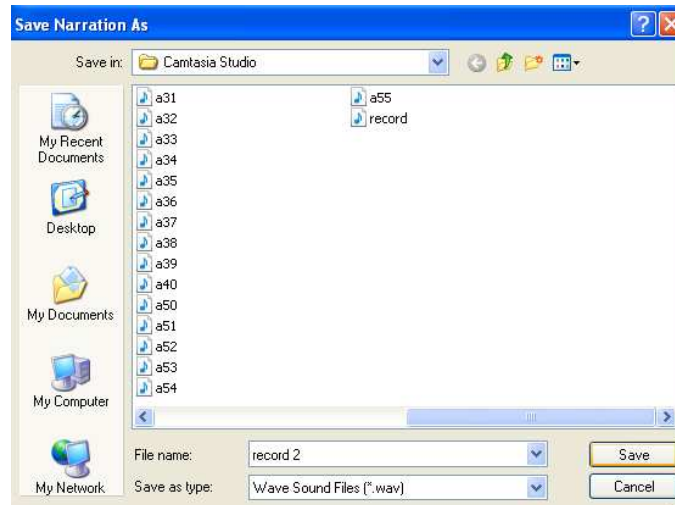 Save Narration As
Save in:
Camtasia Studio
My Recent
Documents
Desktop
My Documents
My Computer
My Network
a31
a32
a33
a34
a35
a36
a37
a38
a39
a40
a50
a51
a52
a53
a54
a55
record
File name:
record 2
Save
Save as type:
Wave Sound Files (*.wav)
Cancel